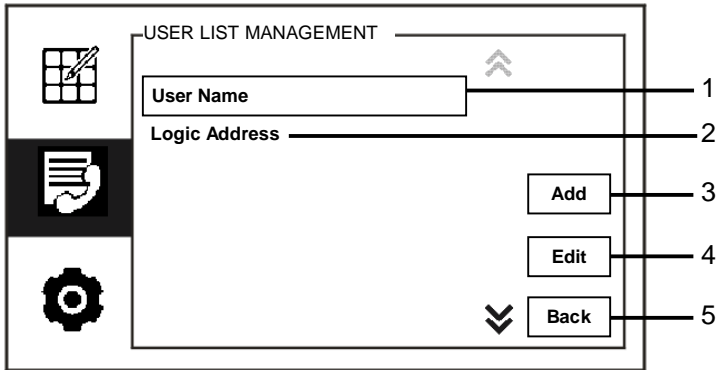 USER LIST MANAGEMENT
User Name
1
Logic Address
2
Add
3
Edit
4
Back
5